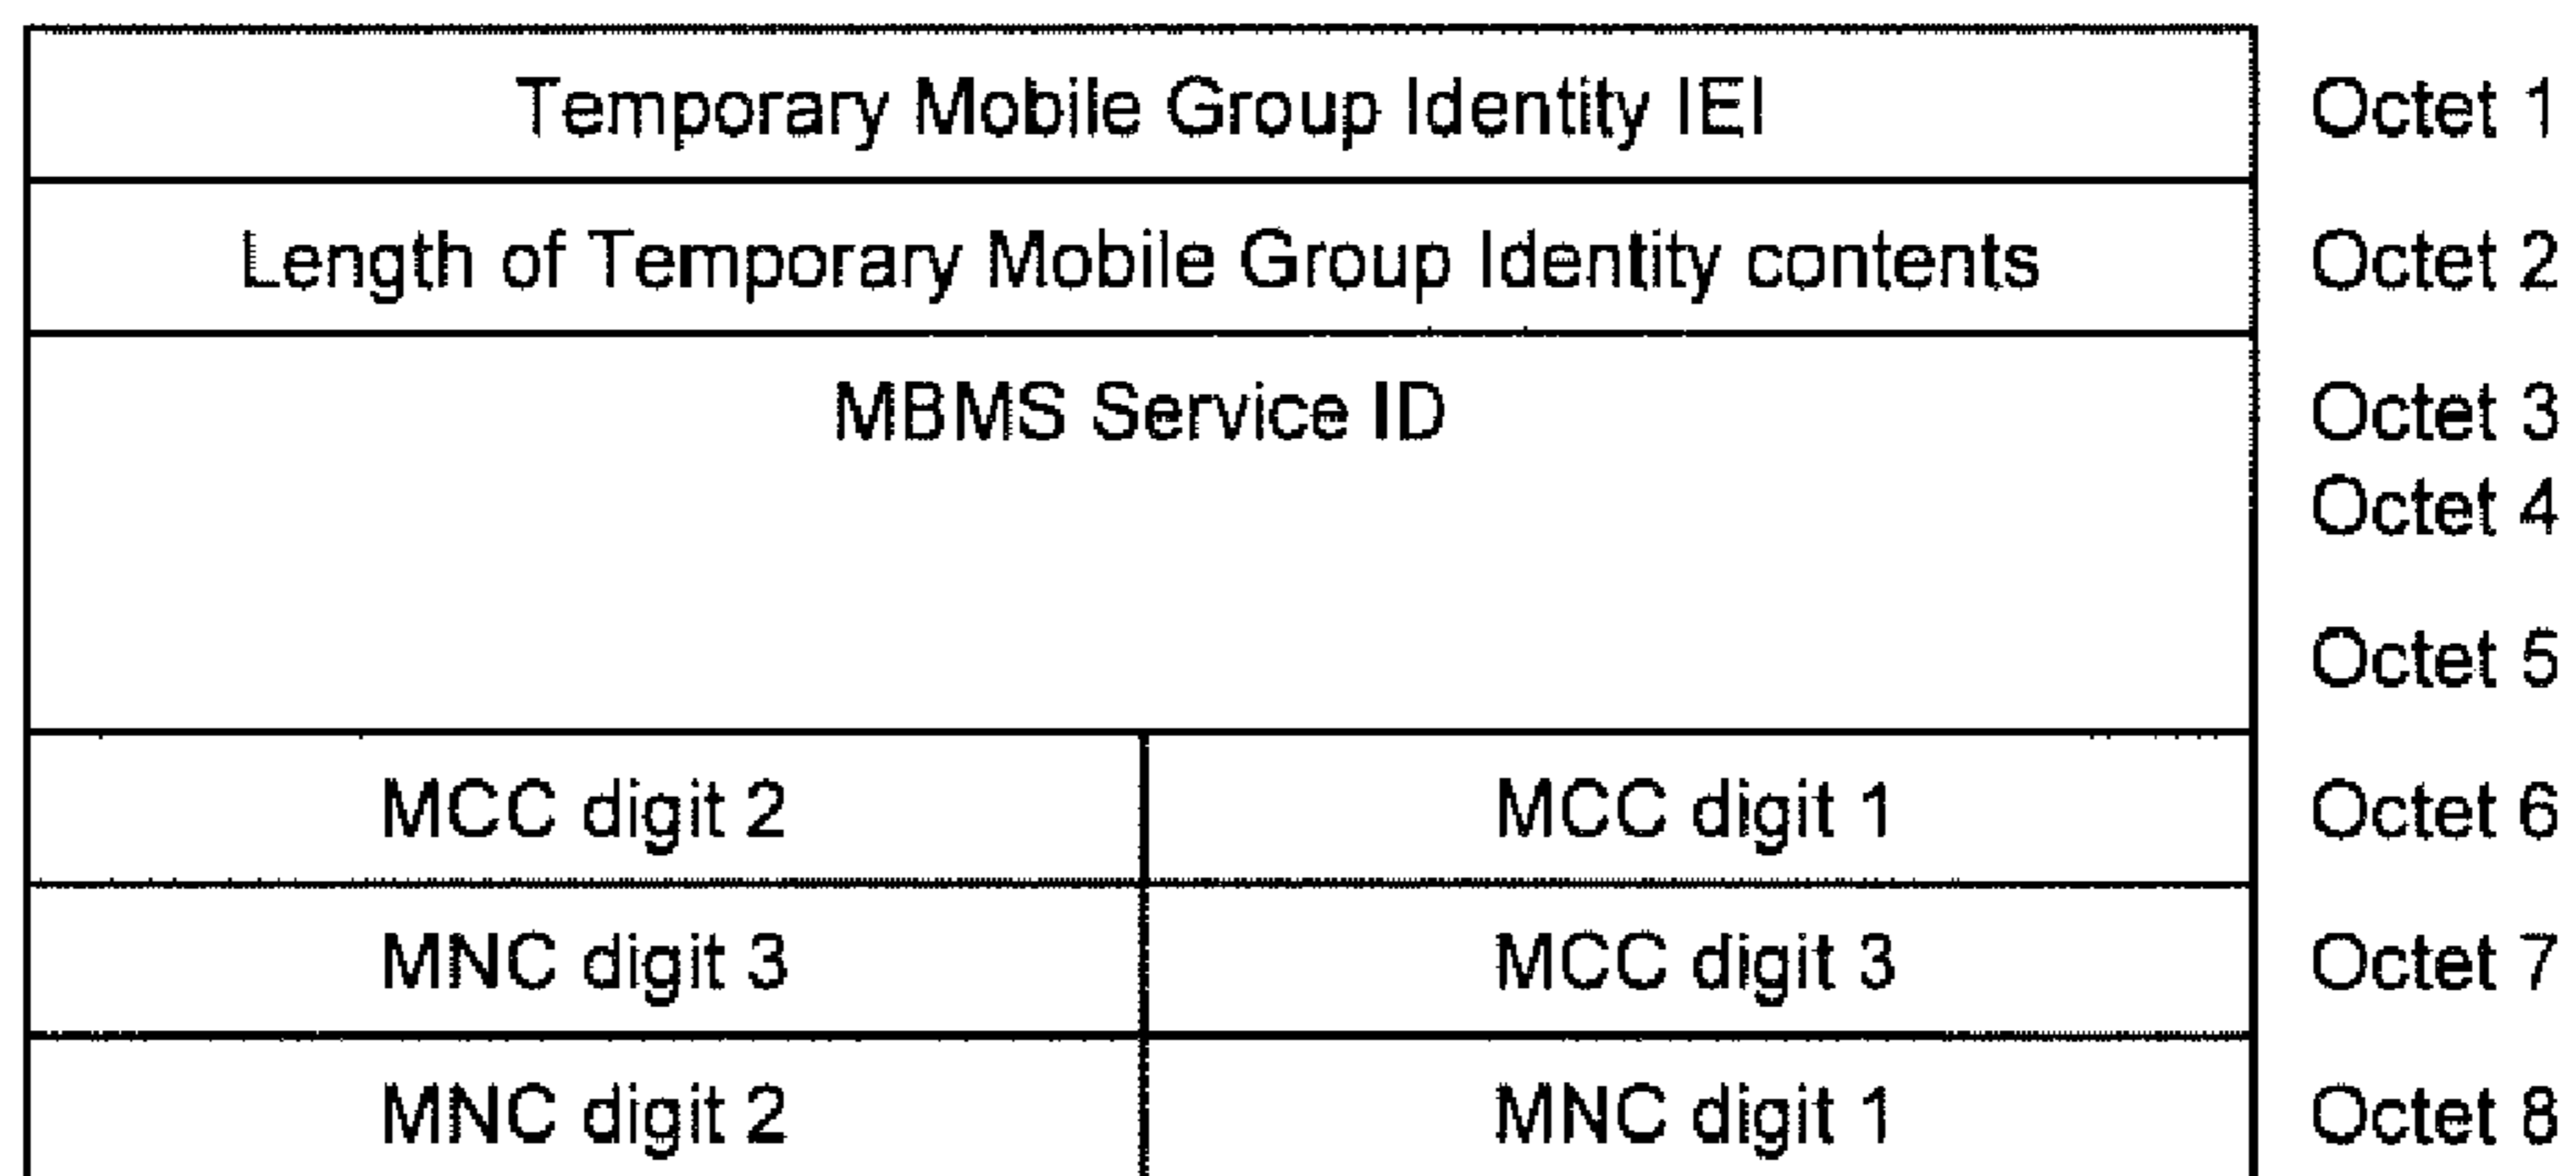 Temporary Mobile Group Identity IEI Octet 1
Length of Temporary Mobile Group Identity contents Octet 2
MBMS Service ID Octet 3
Octet 4
Octet 5
MCC digit 2 MCC digit 1 Octet 6
MNC digit 3 MCC digit 3 Octet 7
MNC digit 2 MNC digit 1 Octet 8